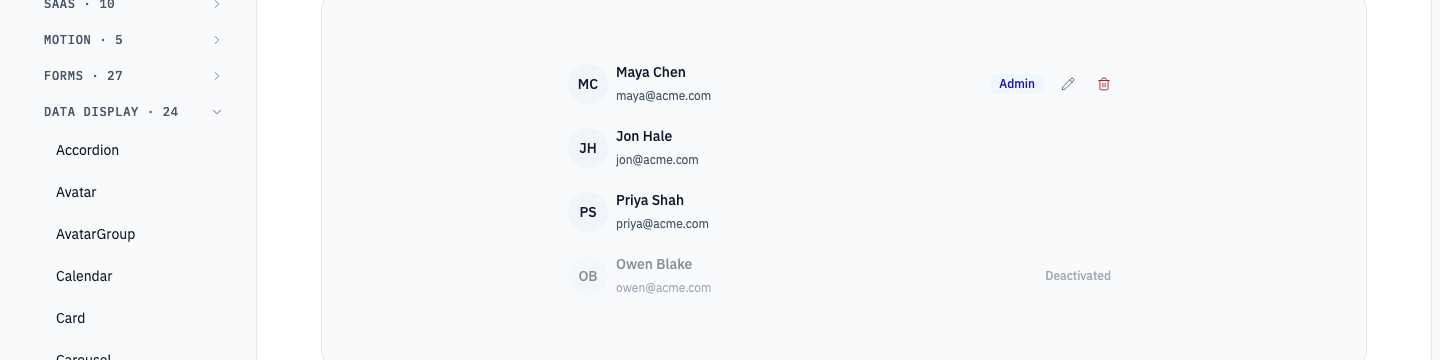 SAAS · 10
MOTION · 5
FORMS · 27
DATA DISPLAY · 24
Accordion
Avatar
AvatarGroup
Calendar
Card
Carousel
MC
Maya Chen
maya@acme.com
Admin
JH
Jon Hale
jon@acme.com
PS
Priya Shah
priya@acme.com
OB
Owen Blake
owen@acme.com
Deactivated